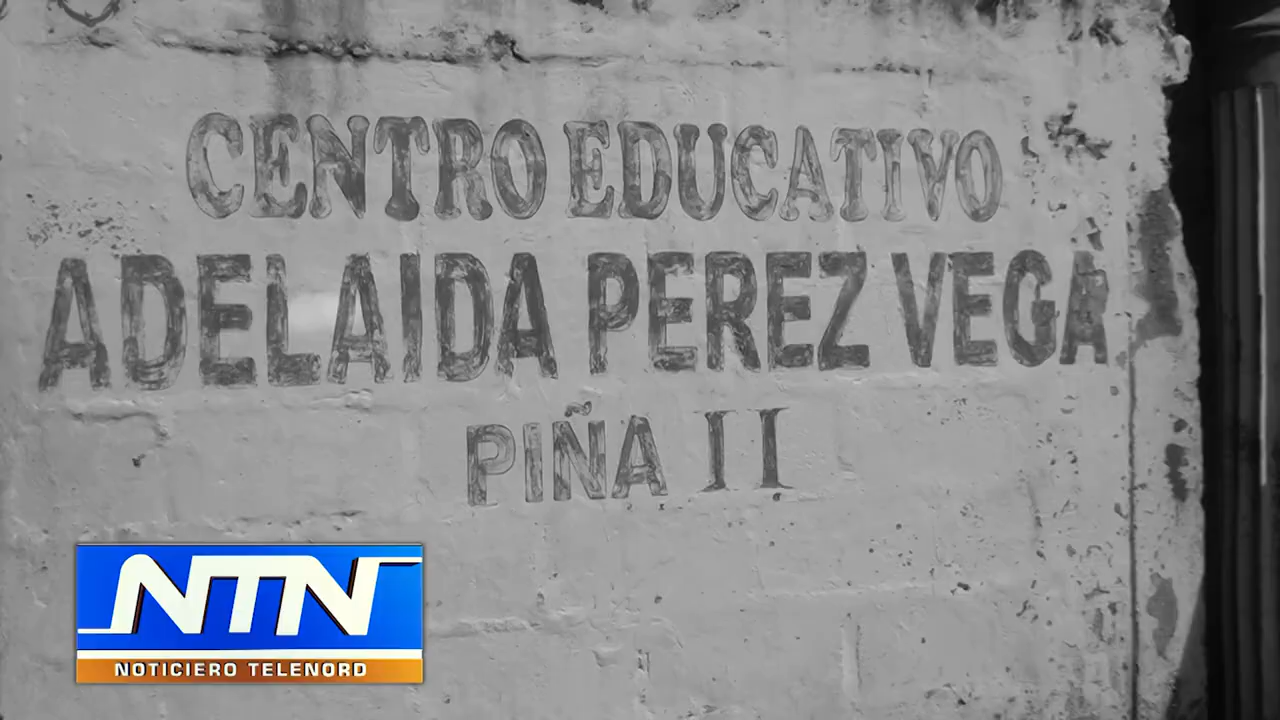 CENTRO EDUCATIVO
ADELAIDA PEREZ VEGA
PIÑA II
NTN
NOTICIERO TELENORD